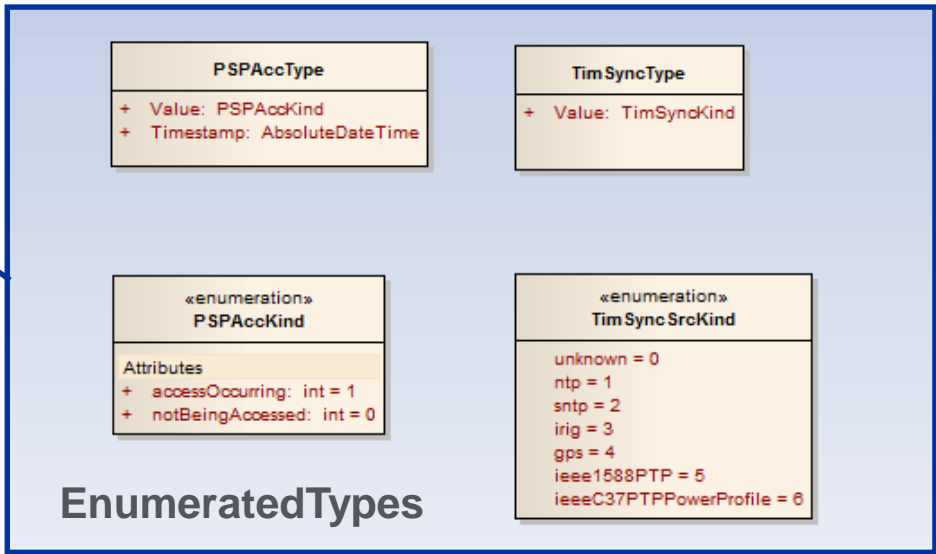 PSPAccType
+ Value: PSPAccKind
+ Timestamp: AbsoluteDateTime
TimSyncType
+ Value: TimSyncKind
«enumeration»
PSPAccKind
Attributes
+ accessOccurring: int = 1
+ notBeingAccessed: int = 0
«enumeration»
TimSyncSrcKind
unknown = 0
ntp = 1
sntp = 2
irig = 3
gps = 4
ieee1588PTP = 5
ieeeC37PTPPowerProfile = 6
EnumeratedTypes